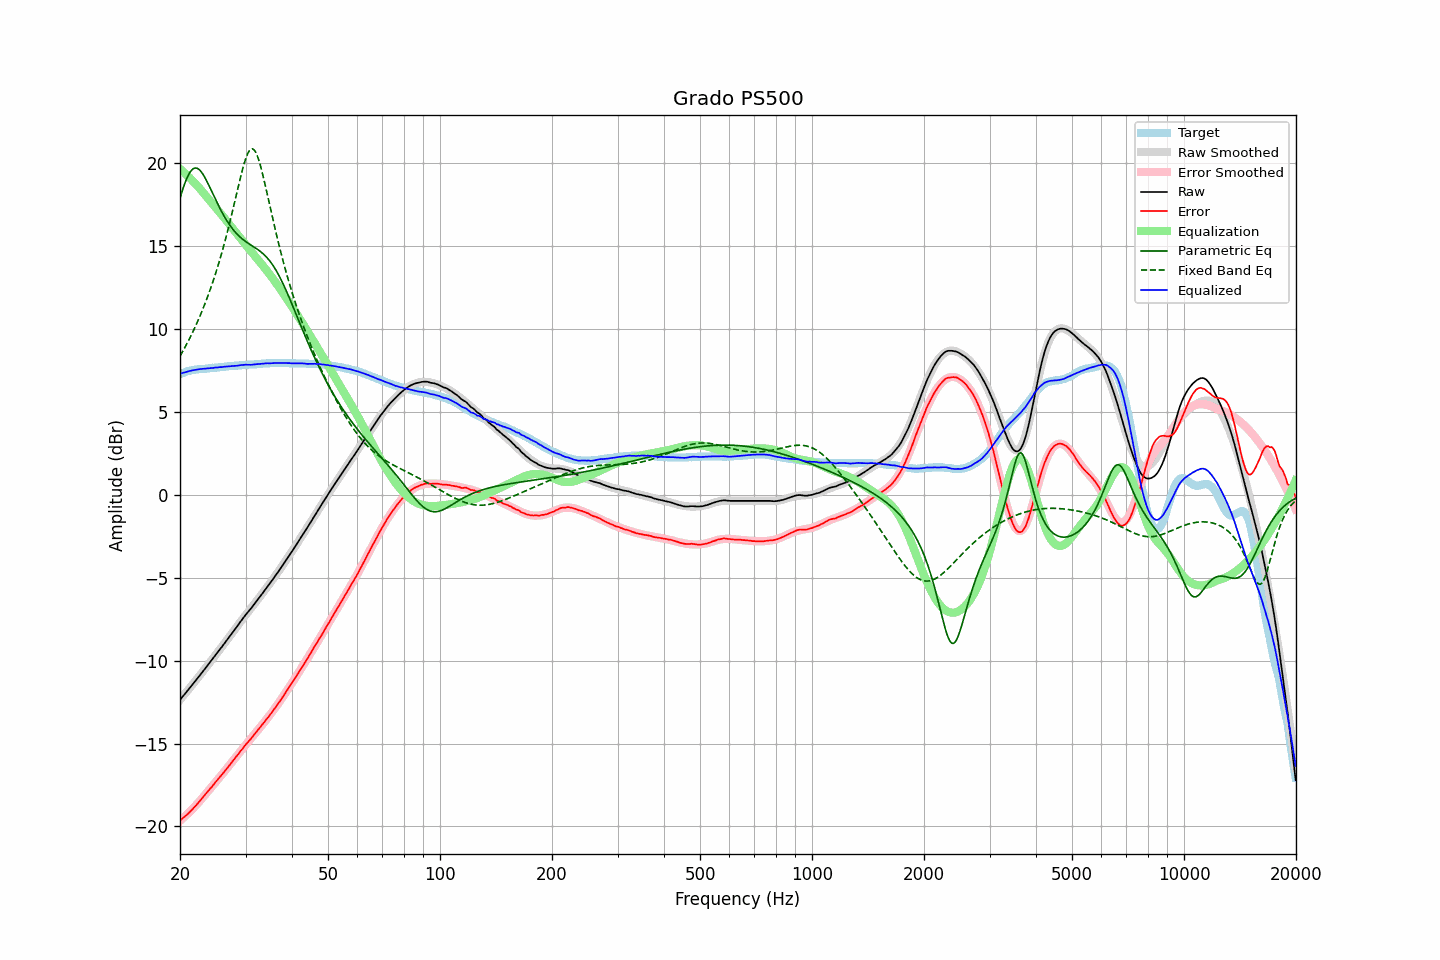 Grado PS500
Target
Raw Smoothed
Error Smoothed
Raw
Error
Equalization
Parametric Eq
Fixed Band Eq
Equalized
Amplitude (dBr)
20
15
10
5
0
−5
−10
−15
−20
20 50 100 200 500 1000 2000 5000 10000 20000
Frequency (Hz)